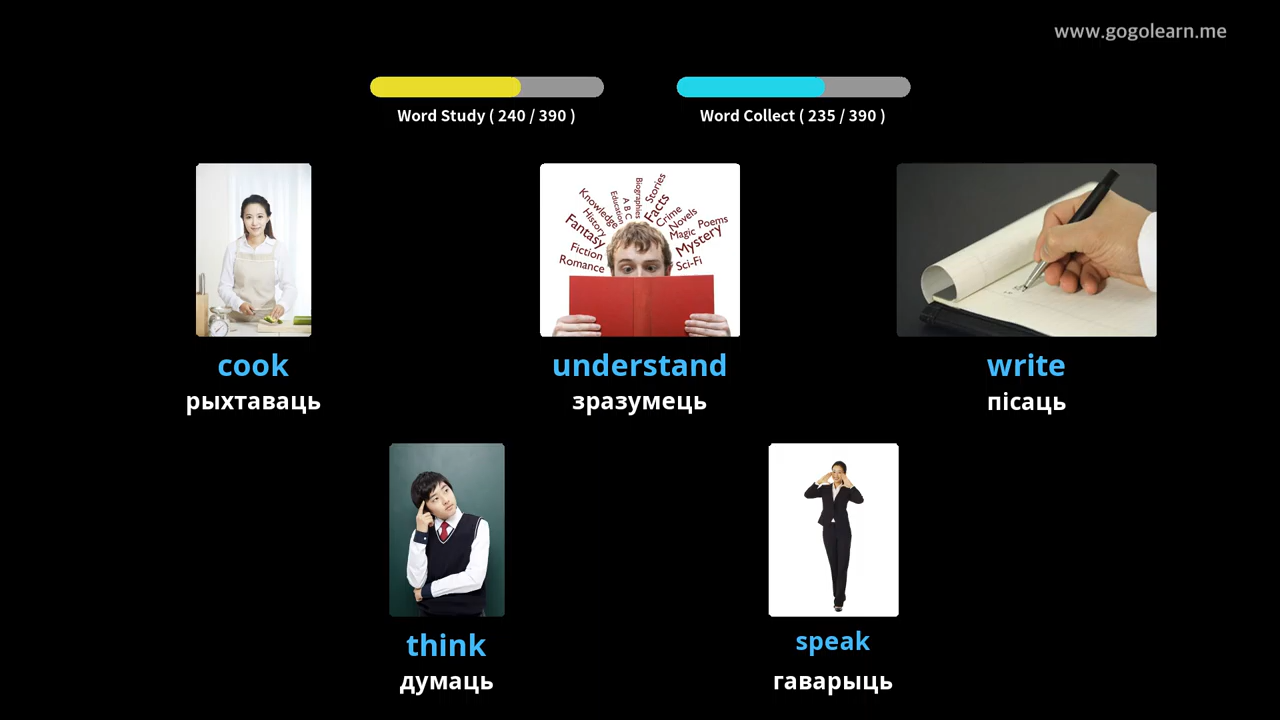 www.gogolearn.me
Word Study ( 240 / 390 )
Word Collect ( 235 / 390 )
Knowledge
Education
A B C
Biographies
Stories
History
Facts
Crime
Fantasy
Novels
Magic
Poems
Fiction
Mystery
Romance
Sci-Fi
cook
understand
write
рыхтаваць
зразумець
пісаць
think
speak
думаць
гаварыць